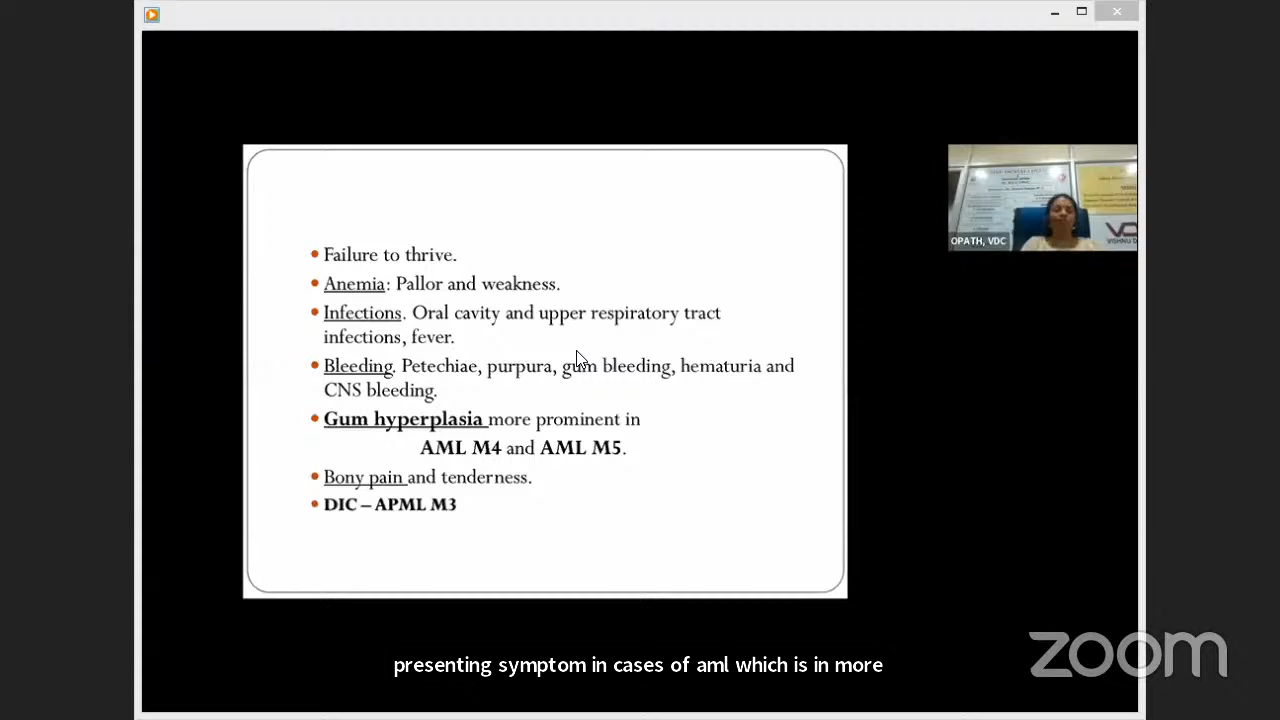 • Failure to thrive.
• Anemia: Pallor and weakness.
• Infections. Oral cavity and upper respiratory tract
infections, fever.
• Bleeding. Petechiae, purpura, gum bleeding, hematuria and
CNS bleeding.
• Gum hyperplasia more prominent in
AML M4 and AML M5.
• Bony pain and tenderness.
• DIC – APML M3
OPATH, VDC
presenting symptom in cases of aml which is in more
zoom